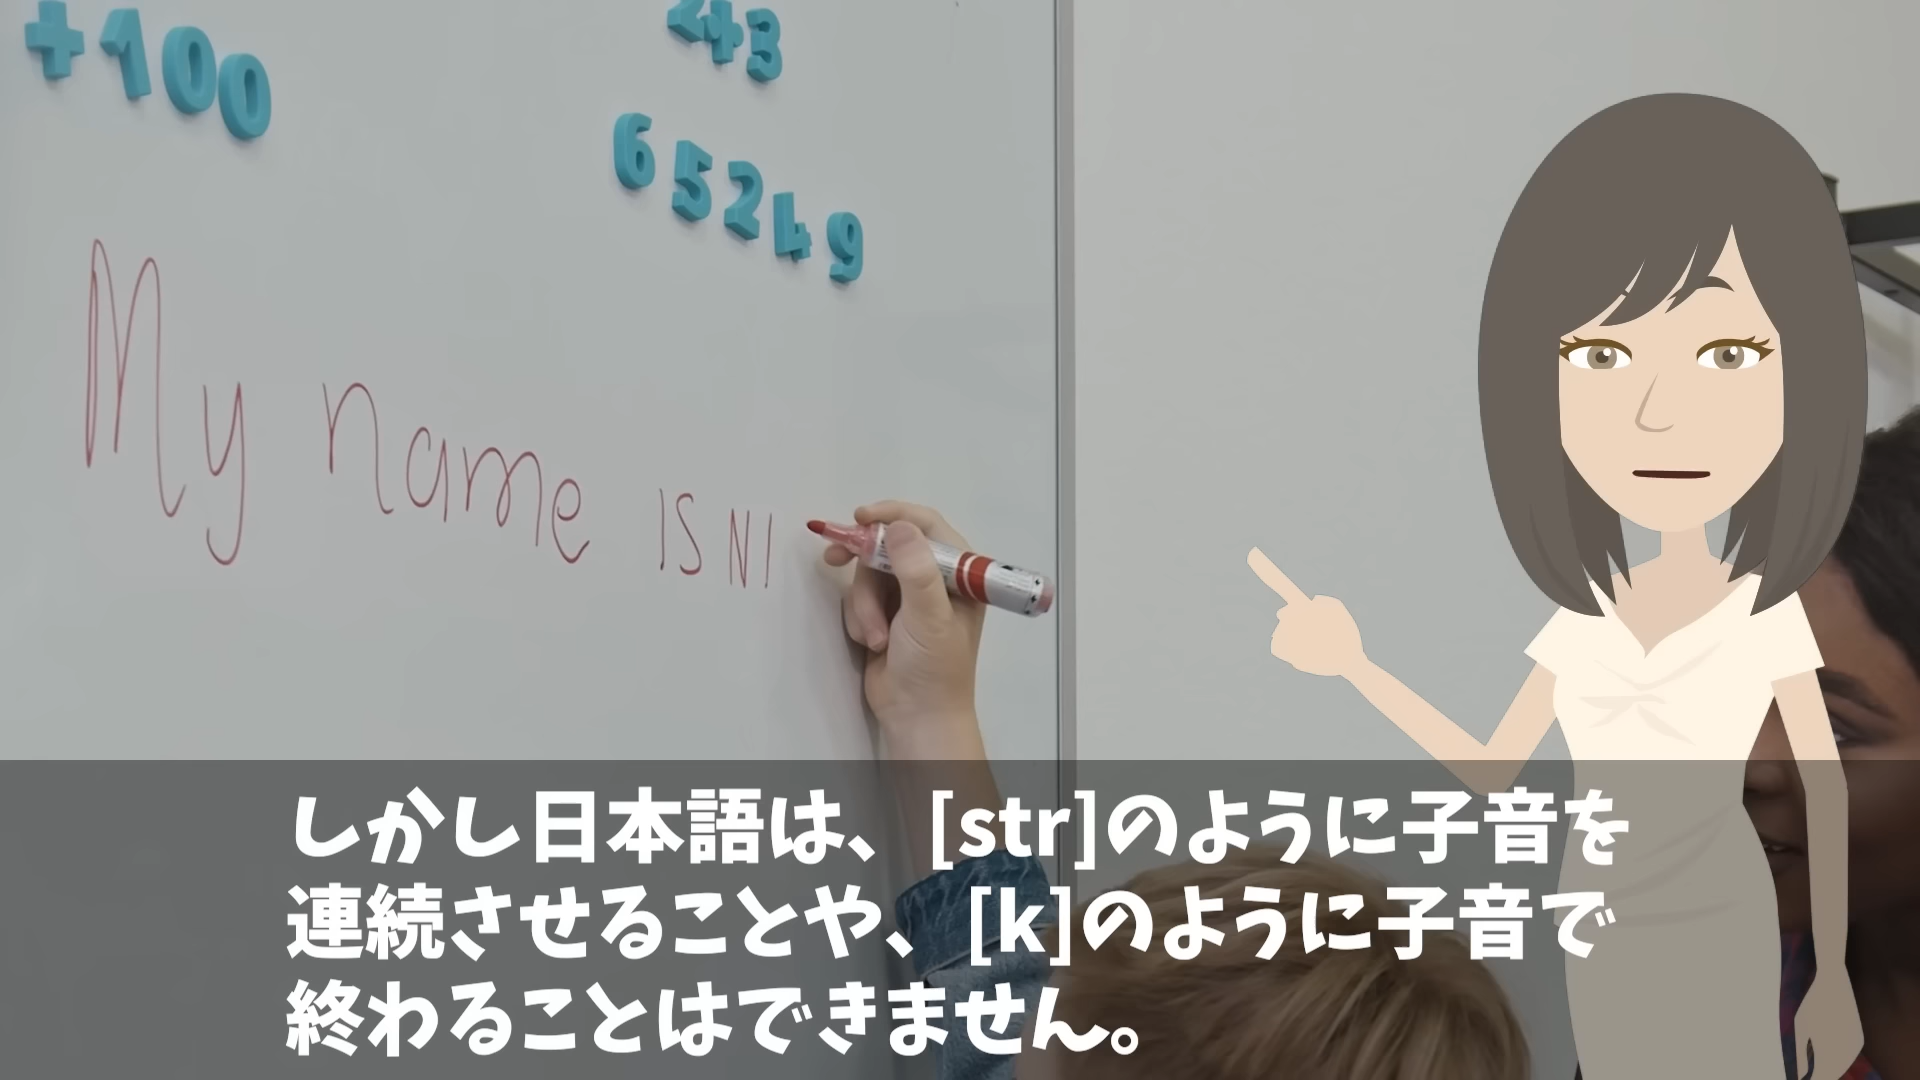 +100
243
65249
My name IS NI
しかし日本語は、[str]のように子音を
連続させることや、[k]のように子音で
終わることはできません。